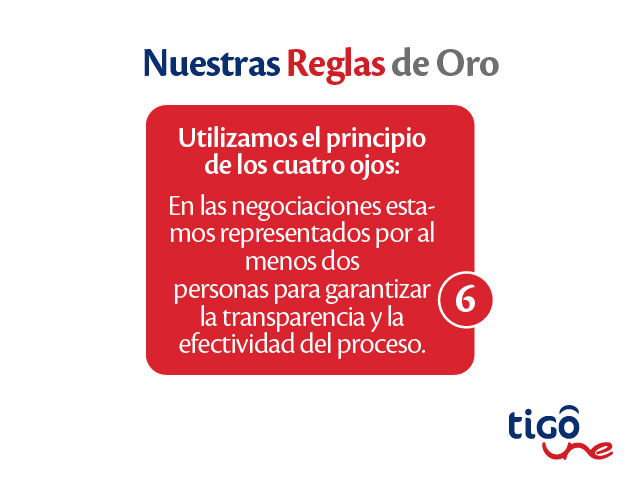 Nuestras Reglas de Oro
Utilizamos el principio
de los cuatro ojos:
En las negociaciones esta-
mos representados por al
menos dos
personas para garantizar
la transparencia y la
efectividad del proceso.
6
tigô
une